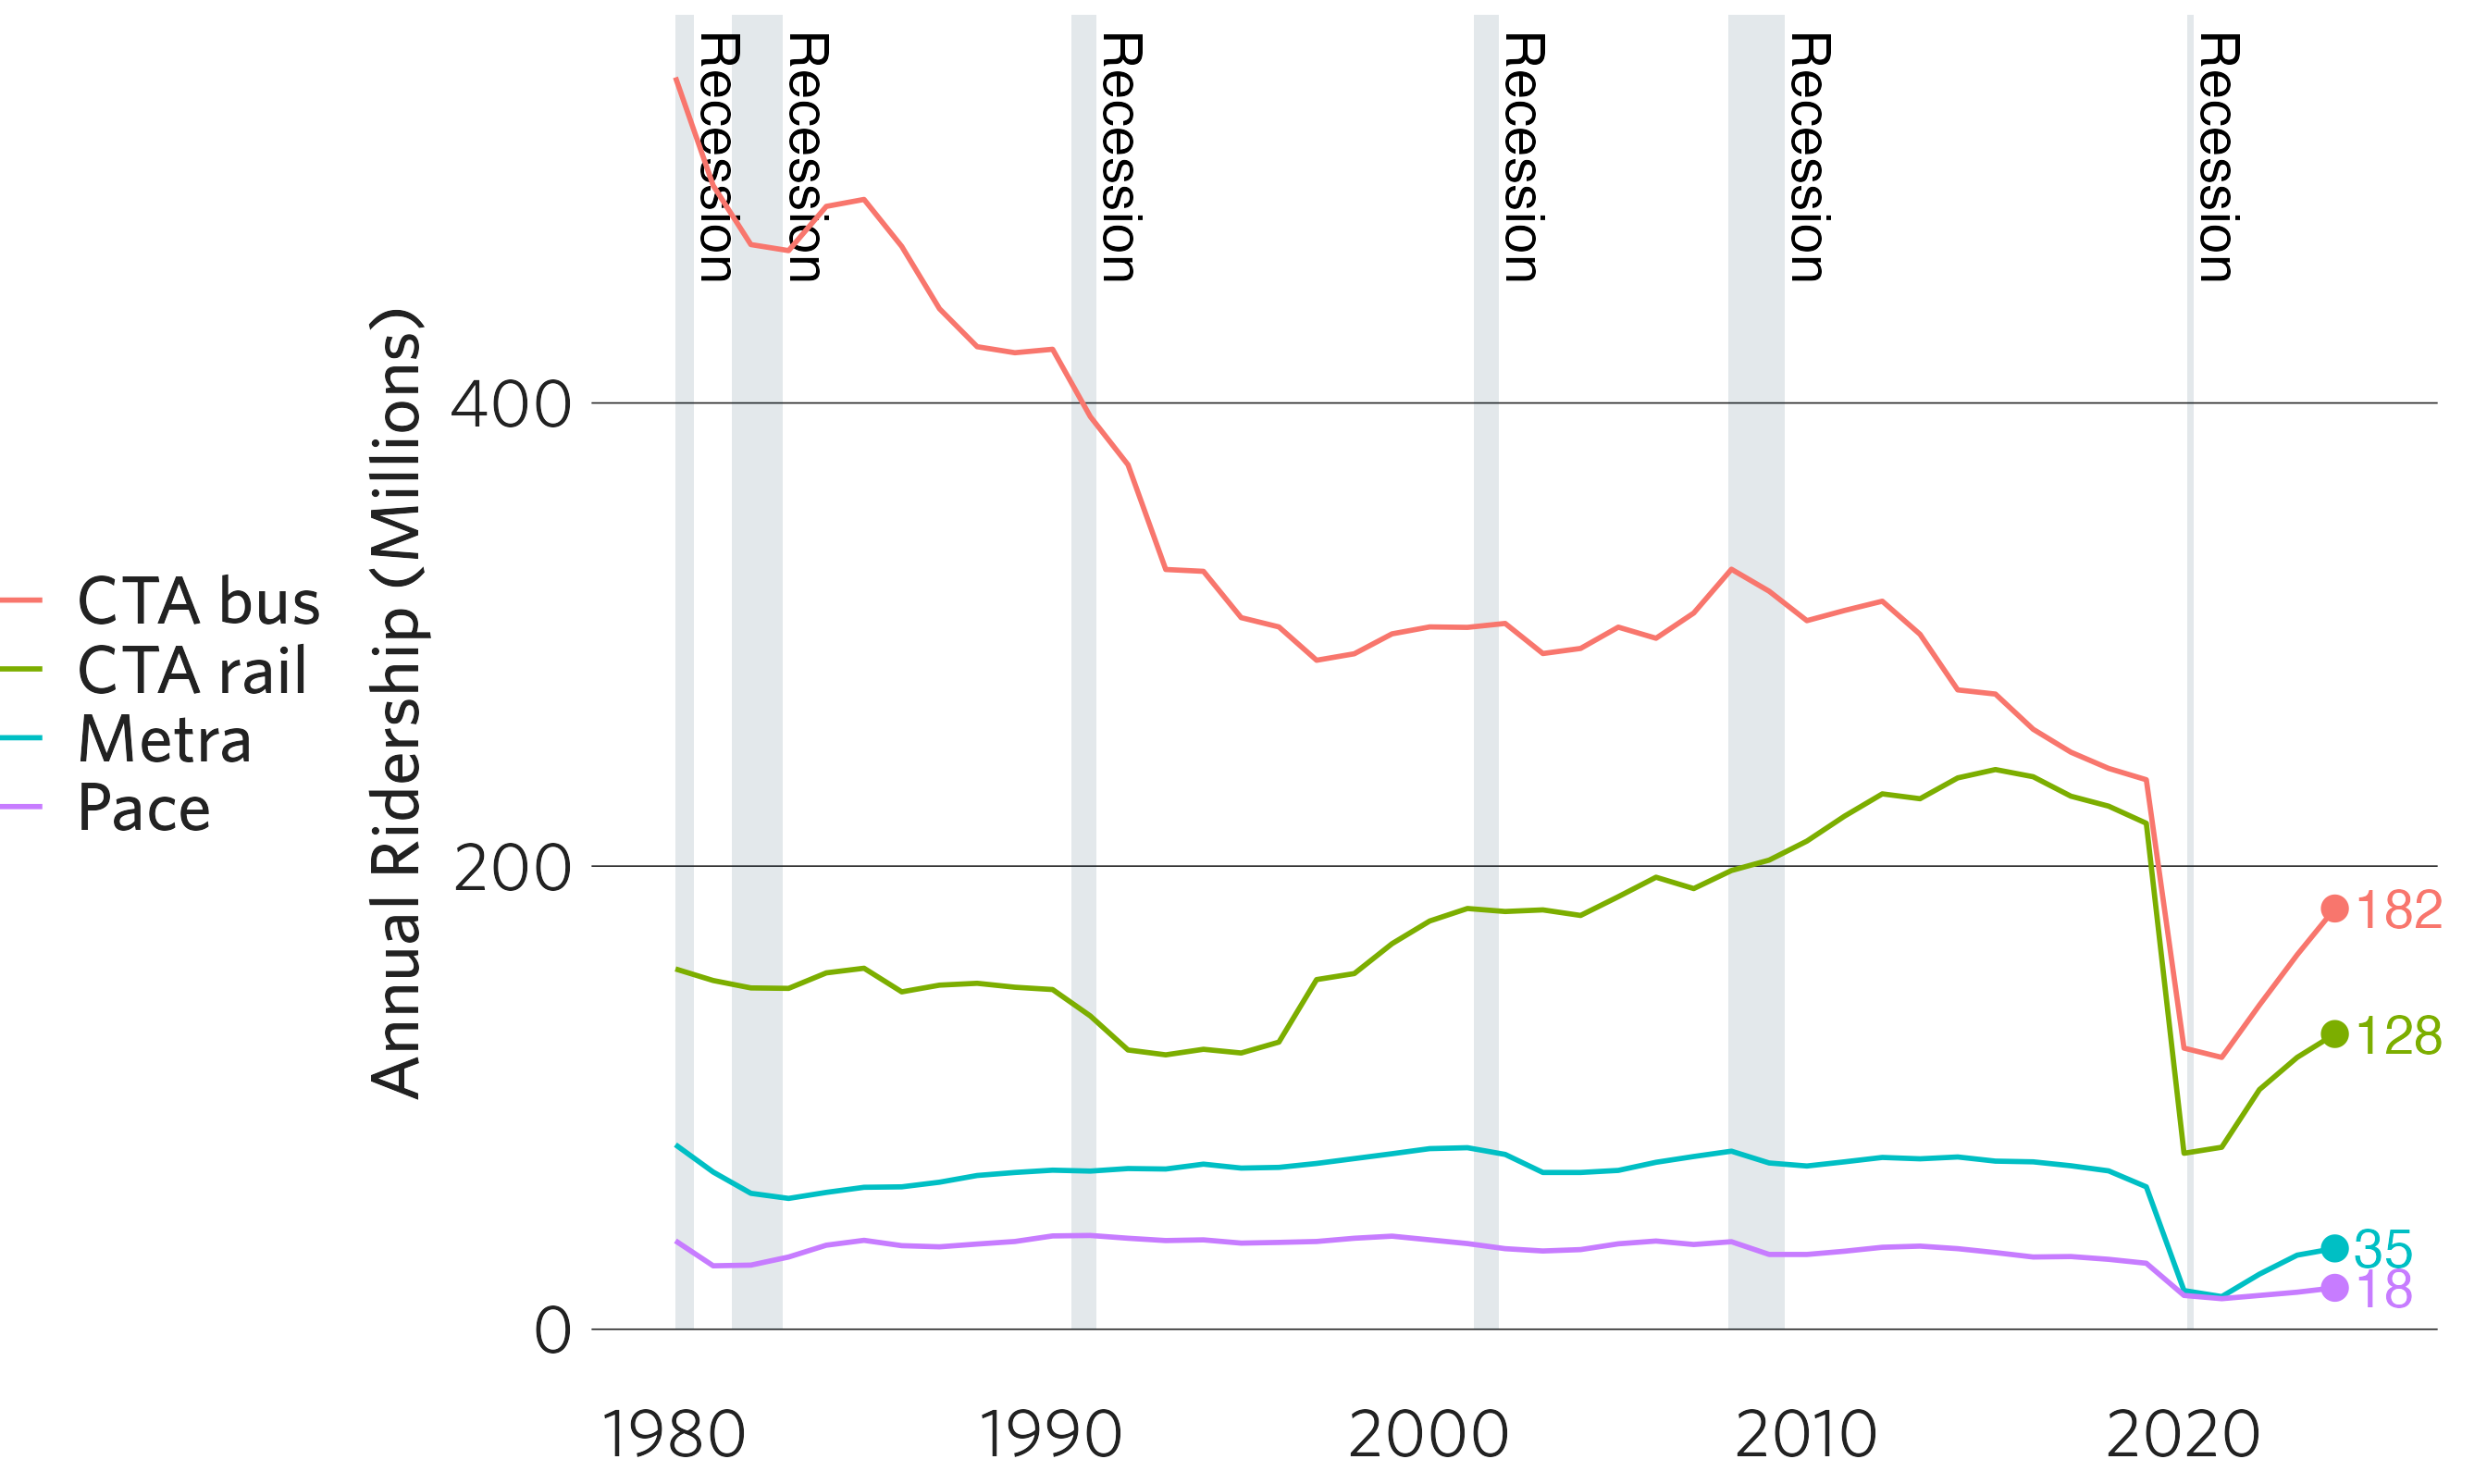 Recession
Recession
Recession
Recession
Recession
Recession
Annual Ridership (Millions)
400
200
0
CTA bus
CTA rail
Metra
Pace
182
128
35
18
1980
1990
2000
2010
2020